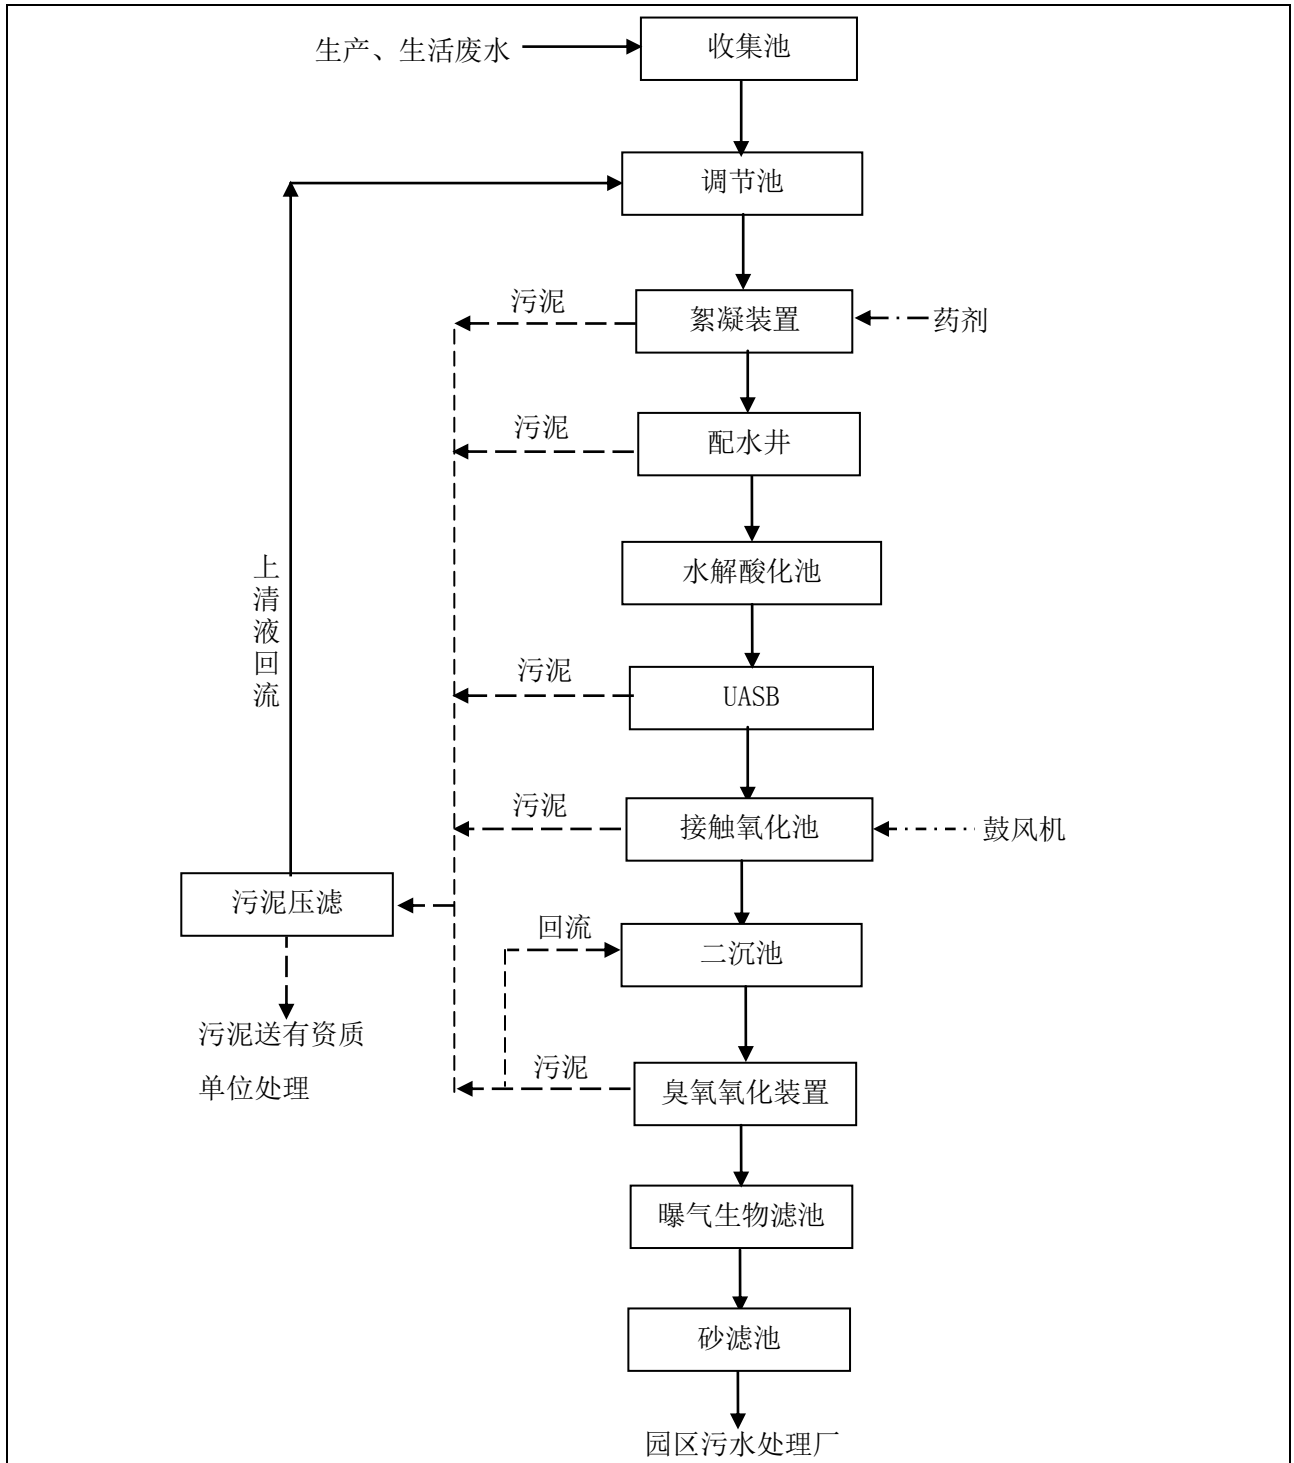 生产、生活废水
收集池
调节池
污泥
絮凝装置
药剂
污泥
配水井
水解酸化池
上清液回流
污泥
UASB
污泥
接触氧化池
鼓风机
污泥压滤
回流
二沉池
污泥送有资质
单位处理
污泥
臭氧氧化装置
曝气生物滤池
砂滤池
园区污水处理厂